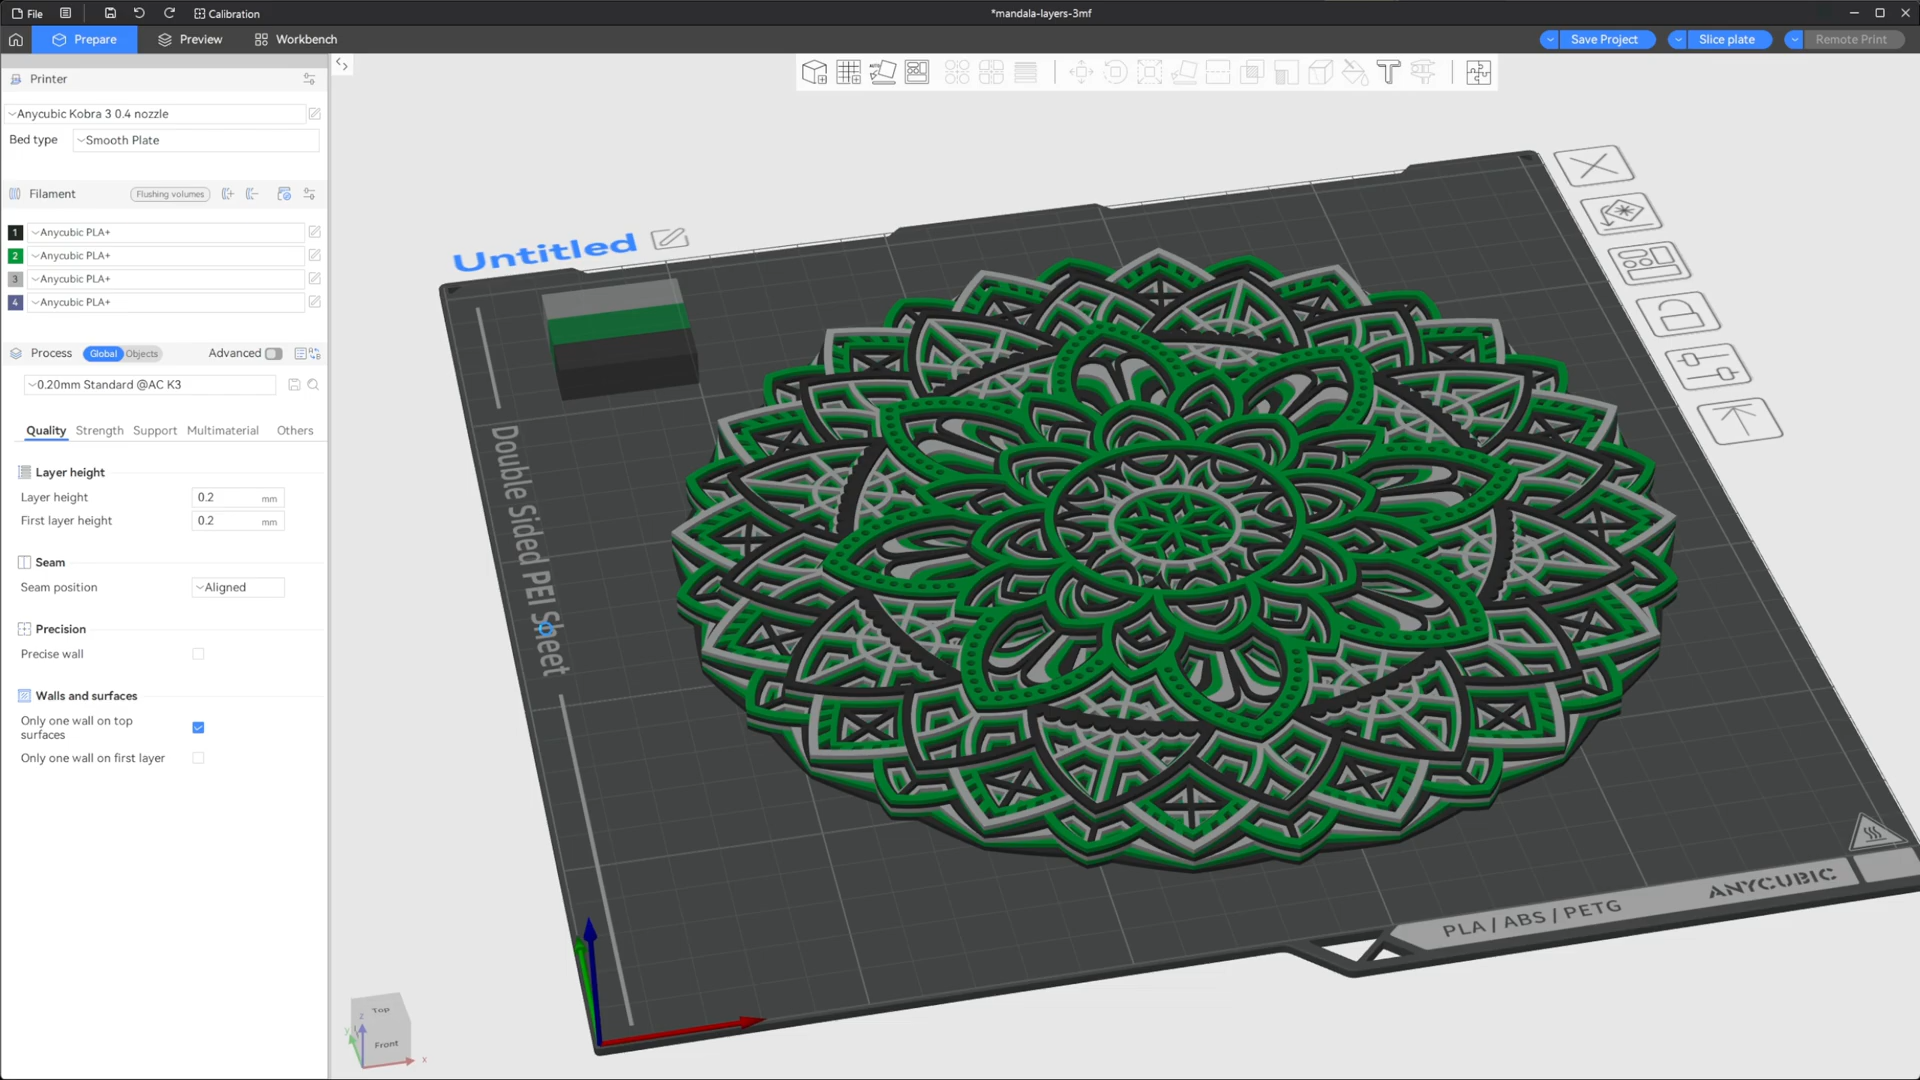 File
Calibration
*mandala-layers-3mf
Prepare
Preview
Workbench
Save Project
Slice plate
Remote Print
Printer
Anycubic Kobra 3 0.4 nozzle
Bed type
Smooth Plate
Filament
Flushing volumes
1 Anycubic PLA+
2 Anycubic PLA+
3 Anycubic PLA+
4 Anycubic PLA+
Process
Global
Objects
Advanced
0.20mm Standard @AC K3
Quality
Strength
Support
Multimaterial
Others
Layer height
Layer height
0.2 mm
First layer height
0.2 mm
Seam
Seam position
Aligned
Precision
Precise wall
Walls and surfaces
Only one wall on top
surfaces
Only one wall on first layer
Untitled
Double Sided PEI Sheet
ANYCUBIC
PLA / ABS / PETG
Top
Front
z
y
x